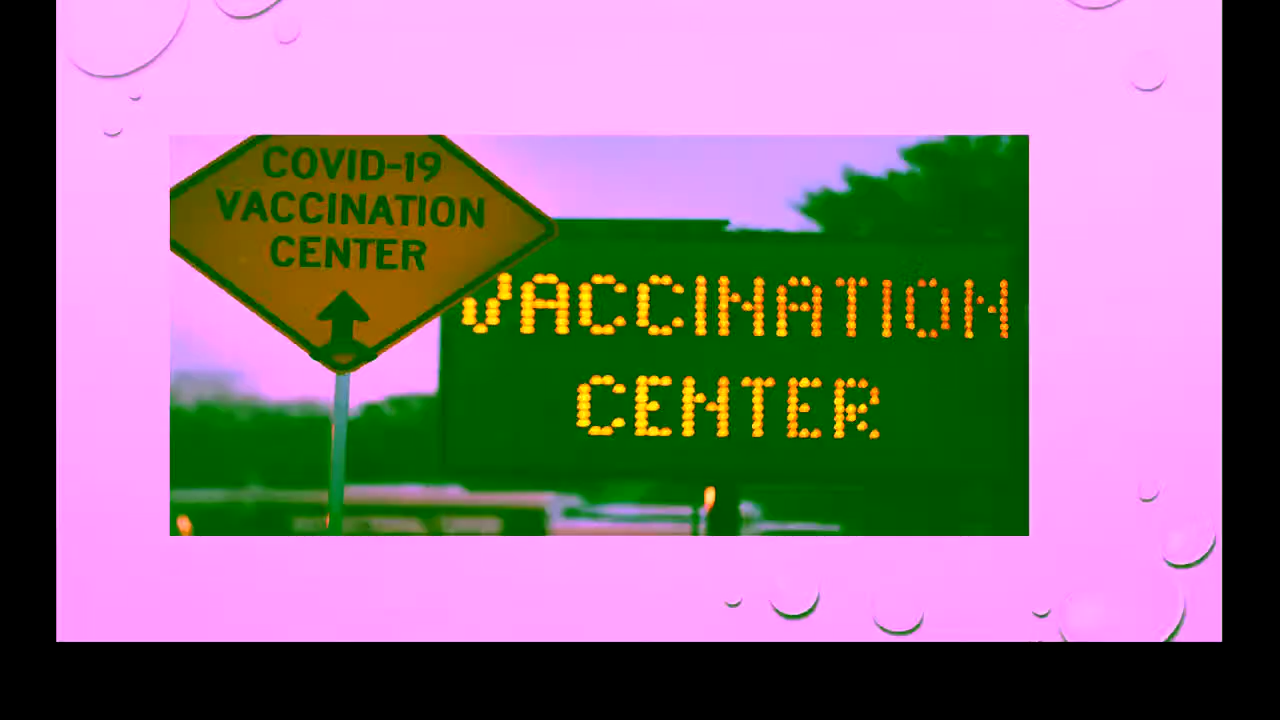 COVID-19
VACCINATION
CENTER
VACCINATION
CENTER